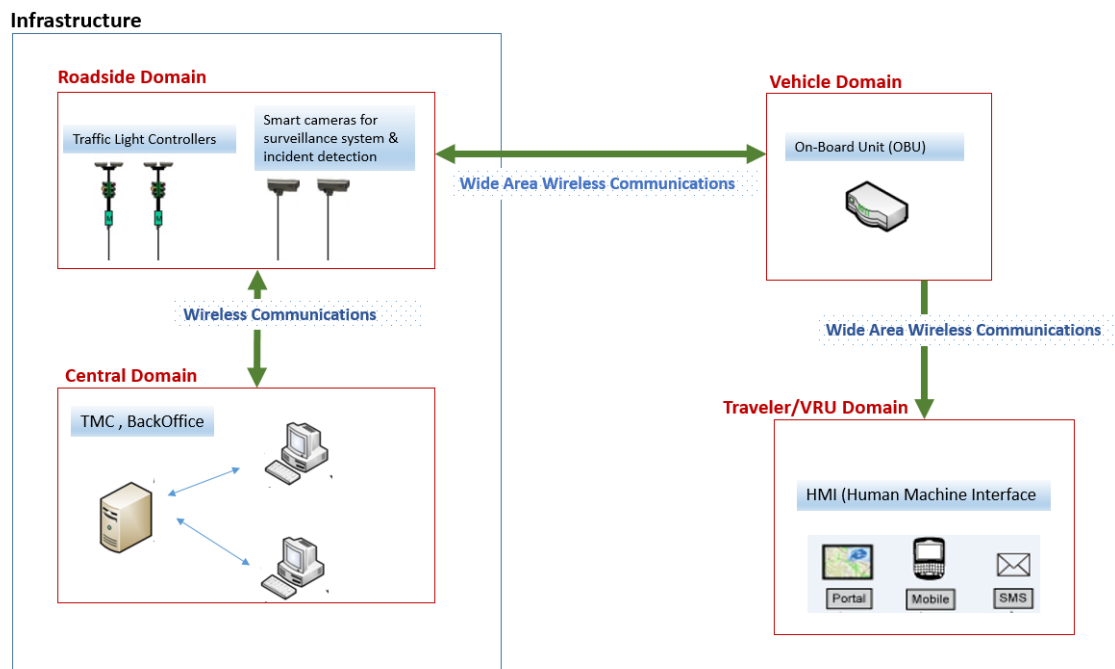 Infrastructure
Roadside Domain
Traffic Light Controllers
Smart cameras for
surveillance system &
incident detection
M M
Wide Area Wireless Communications
Vehicle Domain
On-Board Unit (OBU)
Wireless Communications
Wide Area Wireless Communications
Central Domain
TMC , BackOffice
Traveler/VRU Domain
HMI (Human Machine Interface
Portal
Mobile
SMS